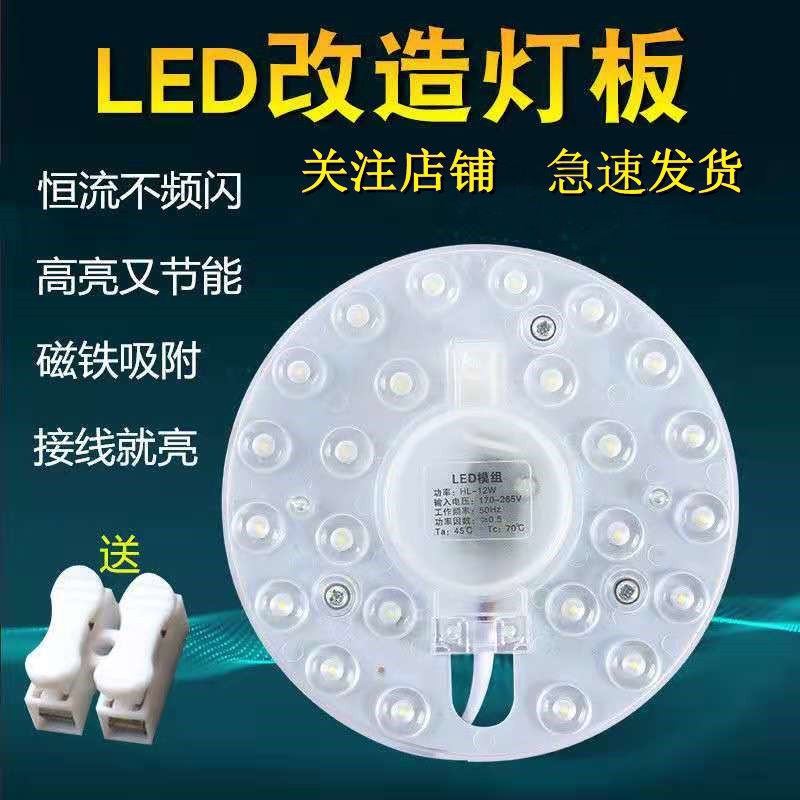 LED改造灯板
关注店铺 急速发货
恒流不频闪
高亮又节能
磁铁吸附
接线就亮
送
LED模组
功率：HL-12W
输入电压：170~265V
工作频率：50Hz
功率因数：≥0.5
Ta：45℃ Tc：70℃